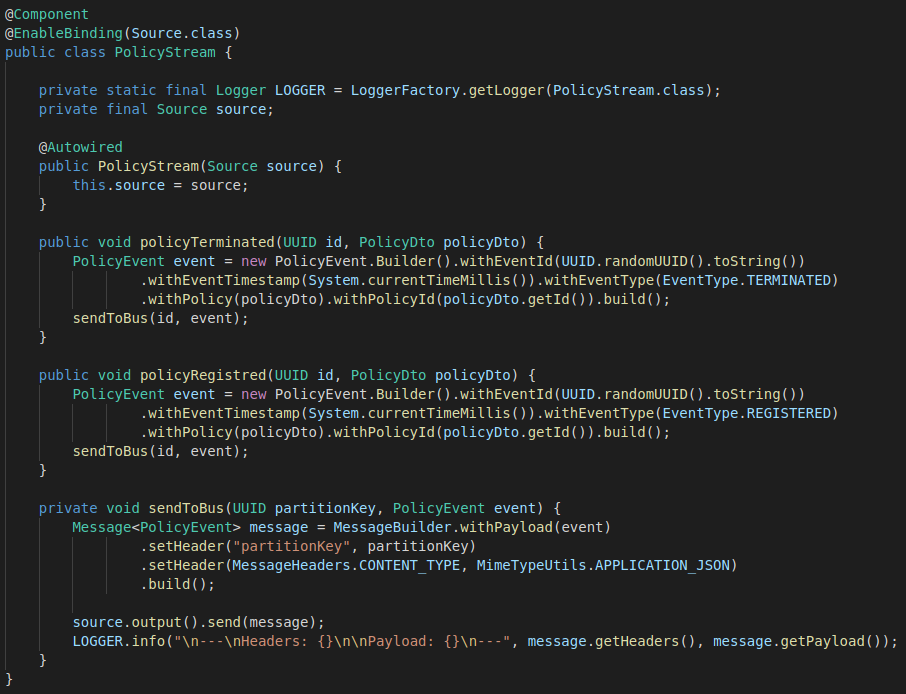 @Component
@EnableBinding(Source.class)
public class PolicyStream {
private static final Logger LOGGER = LoggerFactory.getLogger(PolicyStream.class);
private final Source source;
@Autowired
public PolicyStream(Source source) {
this.source = source;
}
public void policyTerminated(UUID id, PolicyDto policyDto) {
PolicyEvent event = new PolicyEvent.Builder().withEventId(UUID.randomUUID().toString())
.withEventTimestamp(System.currentTimeMillis()).withEventType(EventType.TERMINATED)
.withPolicy(policyDto).withPolicyId(policyDto.getId()).build();
sendToBus(id, event);
}
public void policyRegistred(UUID id, PolicyDto policyDto) {
PolicyEvent event = new PolicyEvent.Builder().withEventId(UUID.randomUUID().toString())
.withEventTimestamp(System.currentTimeMillis()).withEventType(EventType.REGISTERED)
.withPolicy(policyDto).withPolicyId(policyDto.getId()).build();
sendToBus(id, event);
}
private void sendToBus(UUID partitionKey, PolicyEvent event) {
Message<PolicyEvent> message = MessageBuilder.withPayload(event)
.setHeader("partitionKey", partitionKey)
.setHeader(MessageHeaders.CONTENT_TYPE, MimeTypeUtils.APPLICATION_JSON)
.build();
source.output().send(message);
LOGGER.info("\n---\nHeaders: {}\n\nPayload: {}\n---", message.getHeaders(), message.getPayload());
}
}